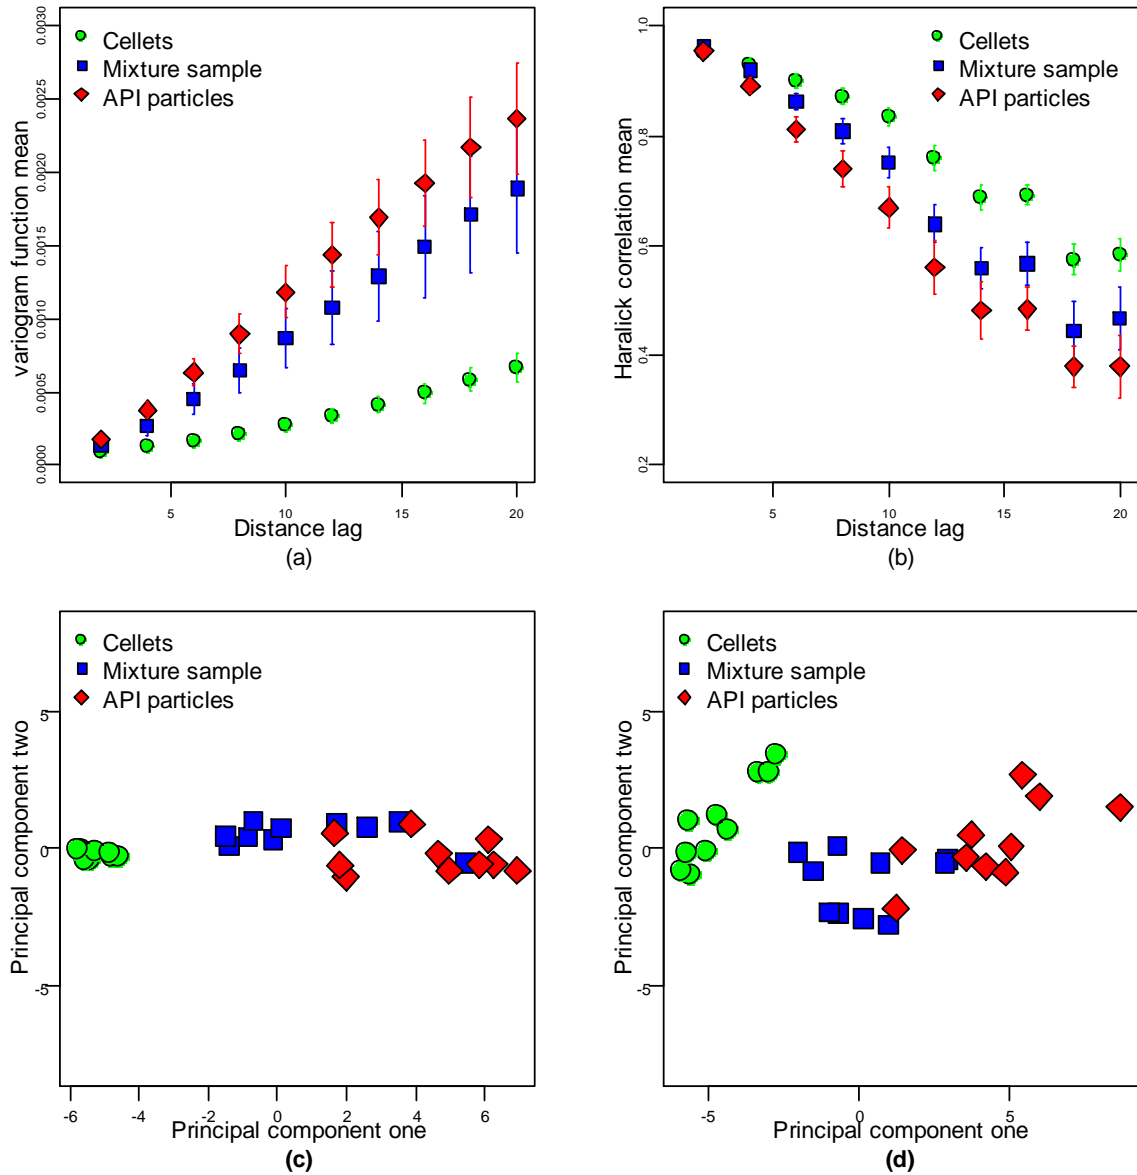 variogram function mean
0.0000 0.0005 0.0010 0.0015 0.0020 0.0025 0.0030
Cellets
Mixture sample
API particles
5 10 15 20
Distance lag
(a)
Haralick correlation mean
0.2 0.4 0.6 0.8 1.0
Cellets
Mixture sample
API particles
5 10 15 20
Distance lag
(b)
Principal component two
-5 0 5
Cellets
Mixture sample
API particles
-6 -4 -2 0 2 4 6
Principal component one
(c)
Principal component two
-5 0 5
Cellets
Mixture sample
API particles
-5 0 5
Principal component one
(d)